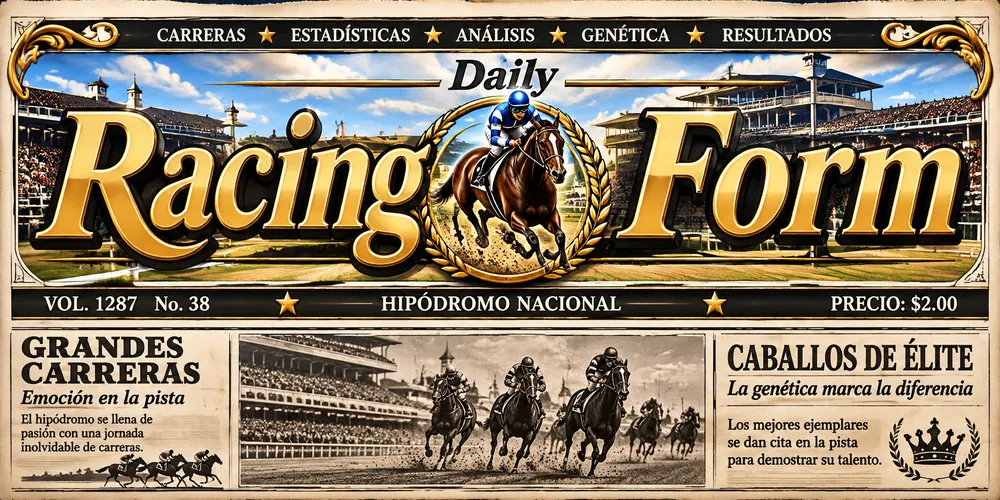 CARRERAS ★ ESTADÍSTICAS ★ ANÁLISIS ★ GENÉTICA ★ RESULTADOS
Daily
Racing Form
VOL. 1287 No. 38 ★ HIPÓDROMO NACIONAL ★ PRECIO: $2.00
GRANDES
CARRERAS
Emoción en la pista
El hipódromo se llena de
pasión con una jornada
inolvidable de carreras.
CABALLOS DE ÉLITE
La genética marca la diferencia
Los mejores ejemplares
se dan cita en la pista
para demostrar su talento.